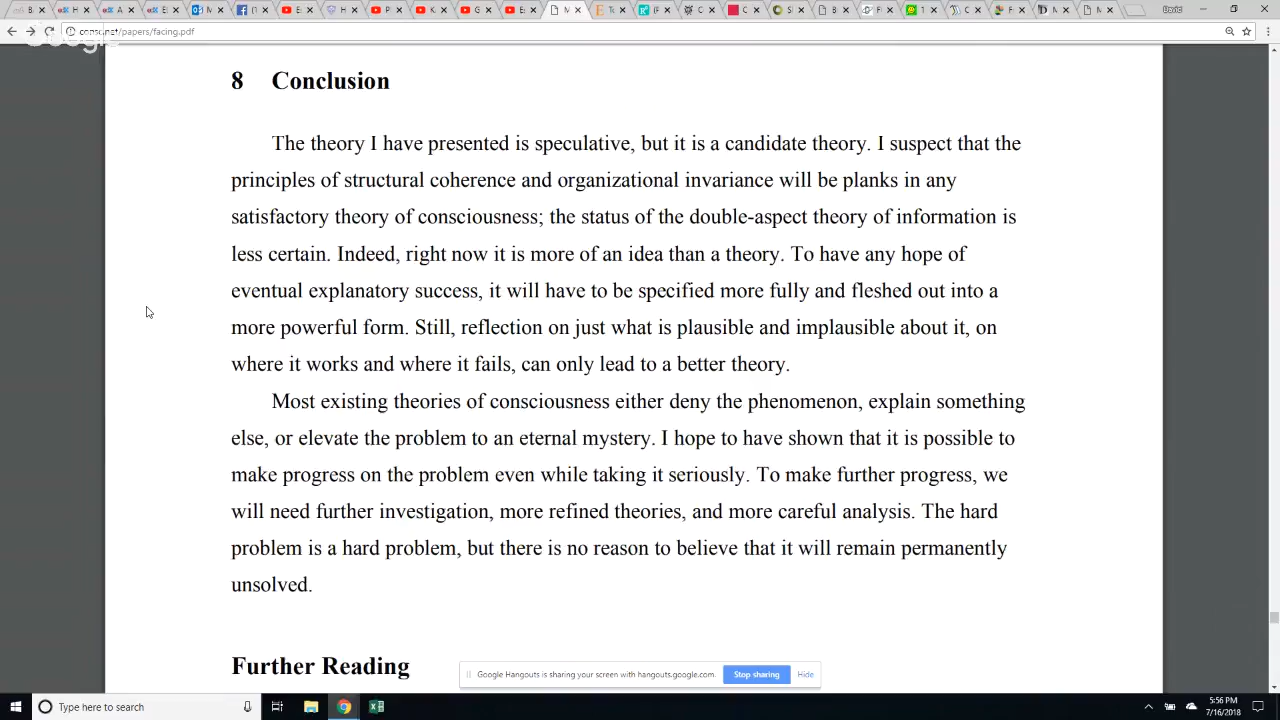 David
consc.net/papers/facing.pdf
Google
8 Conclusion
The theory I have presented is speculative, but it is a candidate theory. I suspect that the
principles of structural coherence and organizational invariance will be planks in any
satisfactory theory of consciousness; the status of the double-aspect theory of information is
less certain. Indeed, right now it is more of an idea than a theory. To have any hope of
eventual explanatory success, it will have to be specified more fully and fleshed out into a
more powerful form. Still, reflection on just what is plausible and implausible about it, on
where it works and where it fails, can only lead to a better theory.
Most existing theories of consciousness either deny the phenomenon, explain something
else, or elevate the problem to an eternal mystery. I hope to have shown that it is possible to
make progress on the problem even while taking it seriously. To make further progress, we
will need further investigation, more refined theories, and more careful analysis. The hard
problem is a hard problem, but there is no reason to believe that it will remain permanently
unsolved.
Further Reading
Google Hangouts is sharing your screen with hangouts.google.com.
Stop sharing
Hide
Type here to search
5:56 PM
7/16/2018